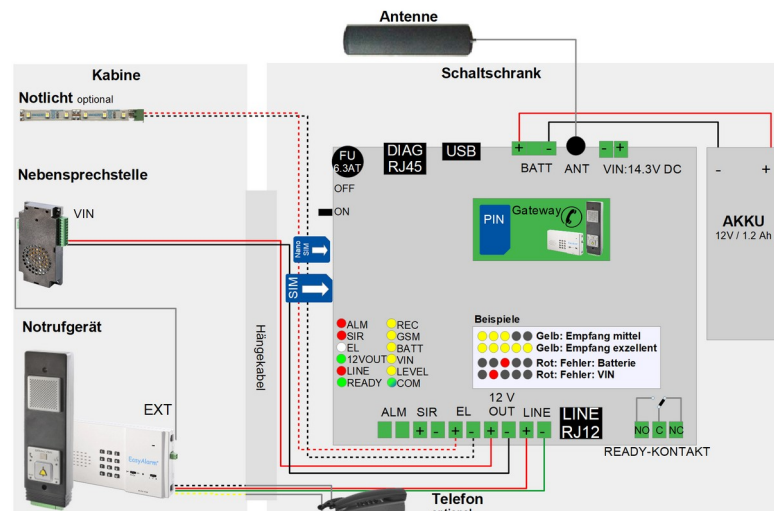 Antenne
Kabine
Schaltschrank
Notlicht optional
FU
6.3AT
DIAG
RJ45
USB
+ -
BATT
ANT
- +
VIN:14.3V DC
OFF
ON
- +
AKKU
12V / 1.2 Ah
Nebensprechstelle
VIN
PIN
Gateway
Nano
SIM
SIM
Hängekabel
ALM
SIR
EL
12VOUT
LINE
READY
REC
GSM
BATT
VIN
LEVEL
COM
Beispiele
Gelb: Empfang mittel
Gelb: Empfang exzellent
Rot: Fehler: Batterie
Rot: Fehler: VIN
Notrufgerät
EXT
EasyAlarm
ALM
SIR
EL
12 V
OUT
LINE
+ - + - + - + -
LINE
RJ12
NO C NC
READY-KONTAKT
Telefon
optional